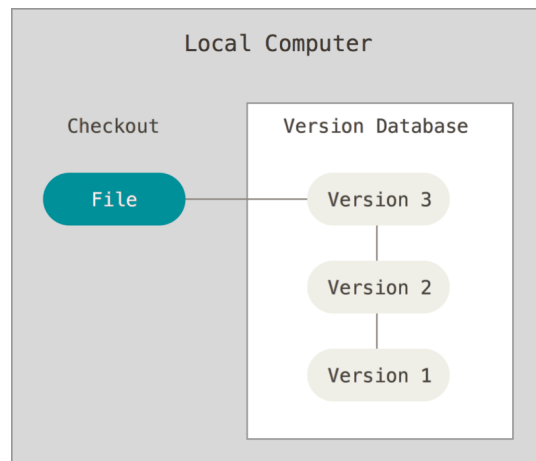 Local Computer
Checkout
Version Database
File
Version 3
Version 2
Version 1